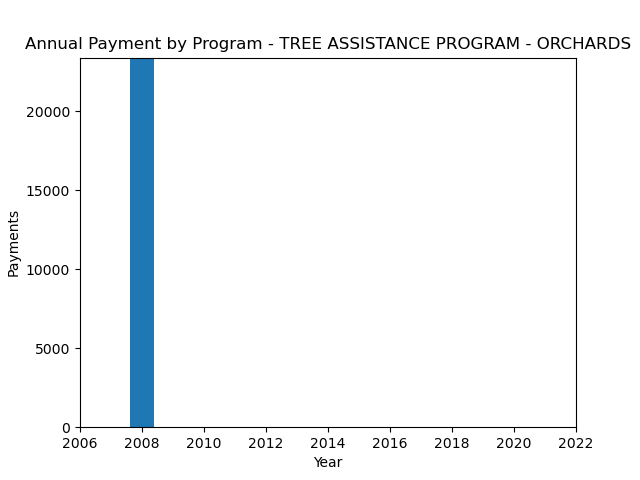 Annual Payment by Program - TREE ASSISTANCE PROGRAM - ORCHARDS
Payments
20000
15000
10000
5000
0
2006 2008 2010 2012 2014 2016 2018 2020 2022
Year